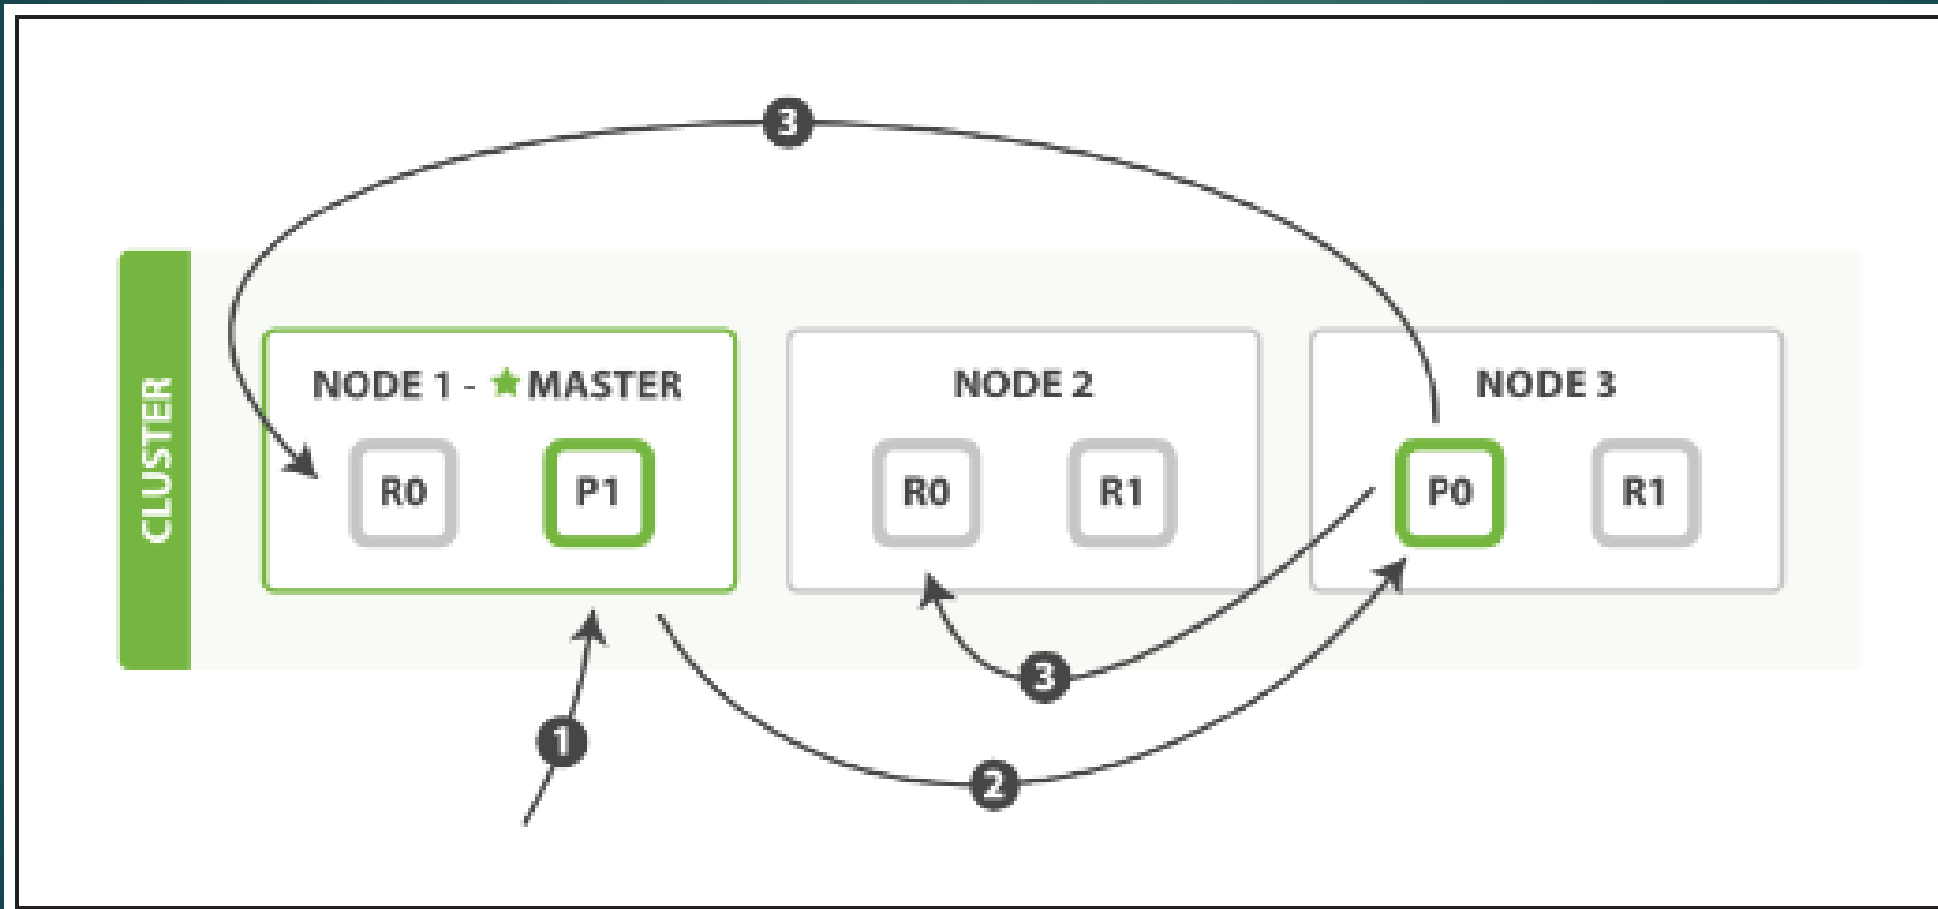 3
CLUSTER
NODE 1 - ★ MASTER
R0
P1
NODE 2
R0
R1
NODE 3
P0
R1
3
1
2